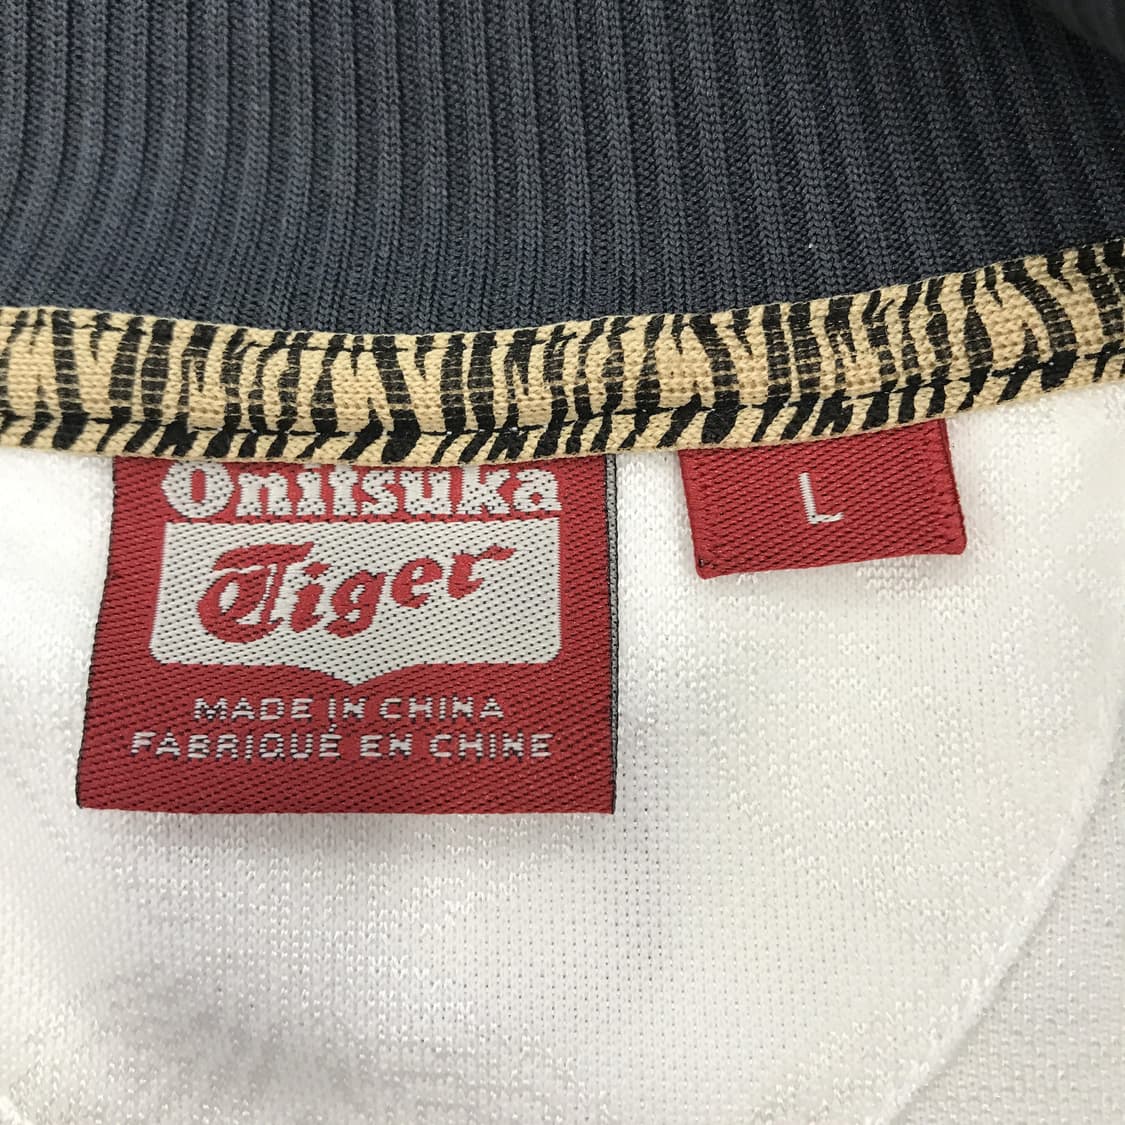 Onitsuka
Tiger
MADE IN CHINA
FABRIQUÉ EN CHINE
L